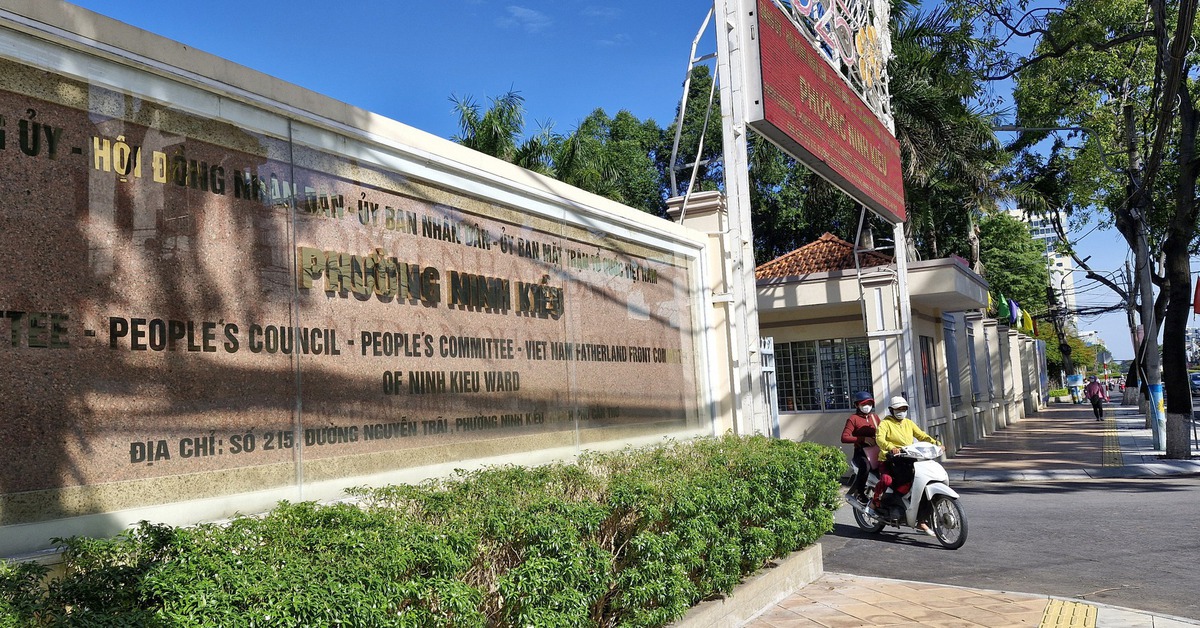 ỦY - HỘI ĐỒNG NHÂN DÂN - ỦY BAN NHÂN DÂN - ỦY BAN MẶT TRẬN TỔ QUỐC VIỆT NAM
PHƯỜNG NINH KIỀU
TEE - PEOPLE'S COUNCIL - PEOPLE'S COMMITTEE - VIET NAM FATHERLAND FRONT COM
OF NINH KIEU WARD
ĐỊA CHỈ: SỐ 215, ĐƯỜNG NGUYỄN TRÃI, PHƯỜNG NINH KIỀU
PHƯỜNG NINH KIỀU